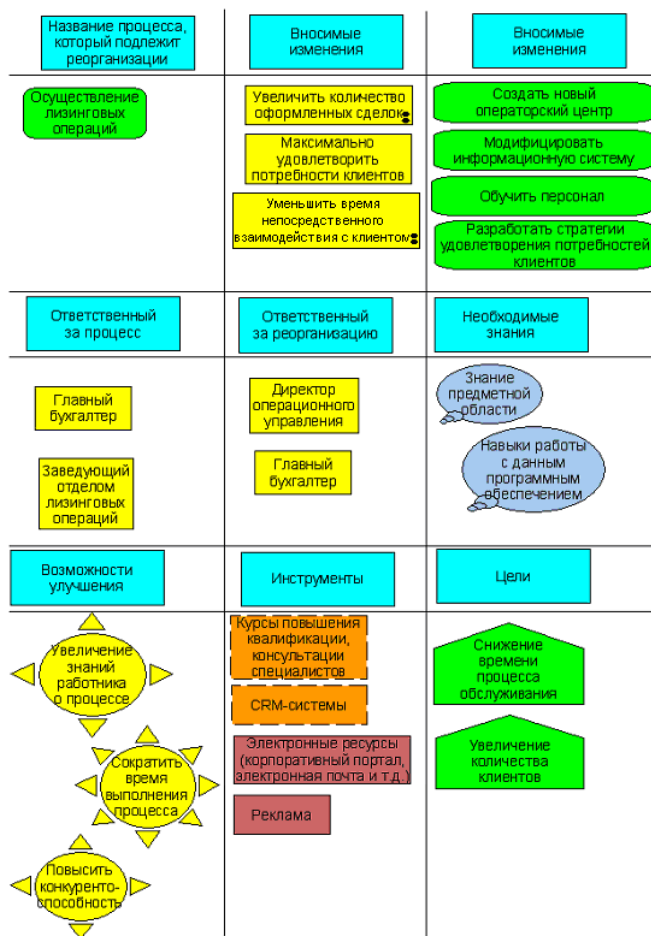 Название процесса,
который подлежит
реорганизации
Вносимые
изменения
Вносимые
изменения
Осуществление
лизинговых
операций
Увеличить количество
оформленных сделок
Максимально
удовлетворить
потребности клиентов
Уменьшить время
непосредственного
взаимодействия с клиентом
Создать новый
операторский центр
Модифицировать
информационную систему
Обучить персонал
Разработать стратегии
удовлетворения потребностей
клиентов
Ответственный
за процесс
Ответственный
за реорганизацию
Необходимые
знания
Главный
бухгалтер
Заведующий
отделом
лизинговых
операций
Директор
операционного
управления
Главный
бухгалтер
Знание
предметной
области
Навыки работы
с данным
программным
обеспечением
Возможности
улучшения
Инструменты
Цели
Увеличение
знаний
работника
о процессе
Сократить
время
выполнения
процесса
Повысить
конкуренто-
способность
Курсы повышения
квалификации,
консультации
специалистов
CRM-системы
Электронные ресурсы
(корпоративный портал,
электронная почта и т.д.)
Реклама
Снижение
времени
процесса
обслуживания
Увеличение
количества
клиентов